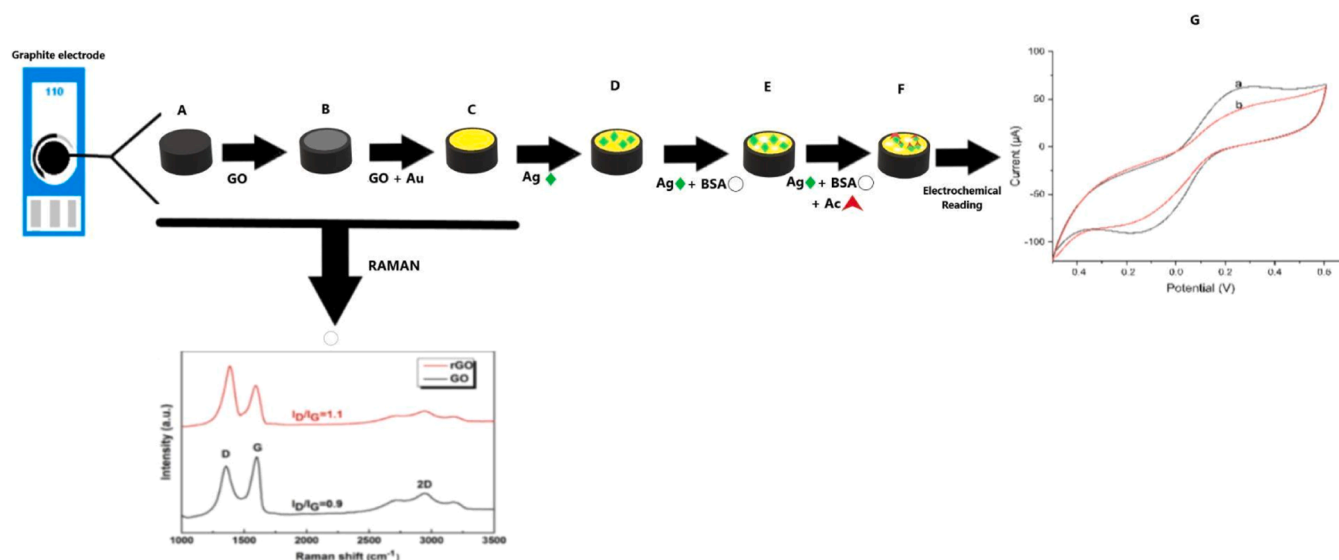 G
Graphite electrode
110
A
B
C
D
E
F
GO
GO + Au
Ag
Ag + BSA
Ag + BSA
+ Ac
Electrochemical
Reading
RAMAN
a
b
50
0
-50
-100
Current (µA)
0.4
0.2
0.0
0.2
0.4
0.6
Potential (V)
rGO
GO
I_D/I_G=1.1
D
G
2D
I_D/I_G=0.9
Intensity (a.u.)
1000
1500
2000
2500
3000
3500
Raman shift (cm⁻¹)